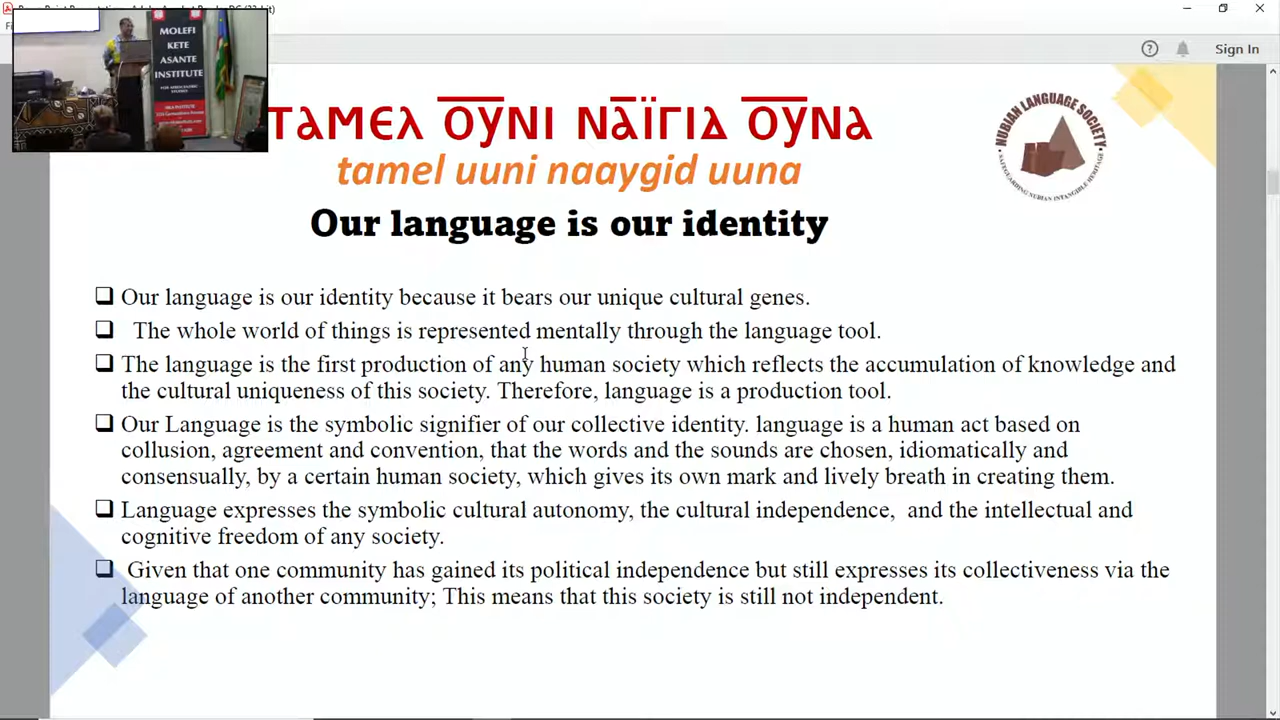 Sign In
MOLEFI
KETE
ASANTE
INSTITUTE
ⲧⲁⲙⲉⲗ ⲟ̅ⲩ̅ⲛⲓ ⲛⲁ̅ⲓ̈ⲅⲓⲇ ⲟ̅ⲩ̅ⲛⲁ
tamel uuni naaygid uuna
Our language is our identity
NUBIAN LANGUAGE SOCIETY
SAFEGUARDING NUBIAN INTANGIBLE HERITAGE
❑ Our language is our identity because it bears our unique cultural genes.
❑ The whole world of things is represented mentally through the language tool.
❑ The language is the first production of any human society which reflects the accumulation of knowledge and
the cultural uniqueness of this society. Therefore, language is a production tool.
❑ Our Language is the symbolic signifier of our collective identity. language is a human act based on
collusion, agreement and convention, that the words and the sounds are chosen, idiomatically and
consensually, by a certain human society, which gives its own mark and lively breath in creating them.
❑ Language expresses the symbolic cultural autonomy, the cultural independence, and the intellectual and
cognitive freedom of any society.
❑ Given that one community has gained its political independence but still expresses its collectiveness via the
language of another community; This means that this society is still not independent.